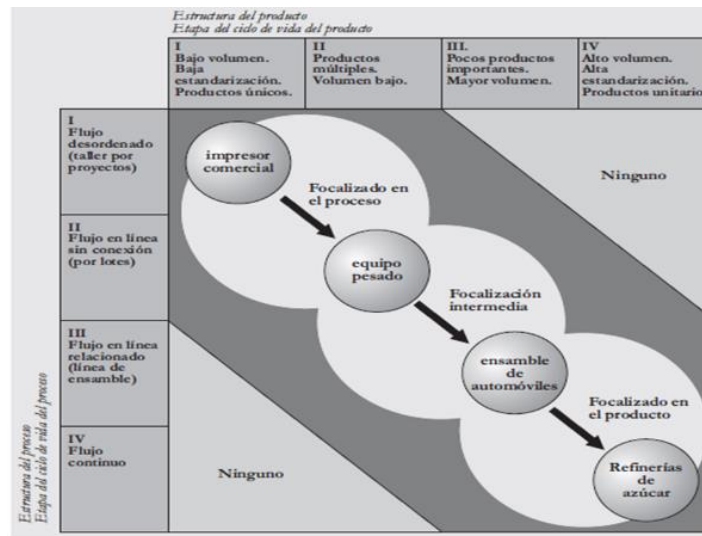 Estructura del producto
Etapa del ciclo de vida del producto
I
Bajo volumen.
Baja
estandarización.
Productos únicos.
II
Productos
múltiples.
Volumen bajo.
III.
Pocos productos
importantes.
Mayor volumen.
IV
Alto volumen.
Alta
estandarización.
Productos unitario
Estructura del proceso
Etapa del ciclo de vida del proceso
I
Flujo
desordenado
(taller por
proyectos)
II
Flujo en línea
sin conexión
(por lotes)
III
Flujo en línea
relacionado
(línea de
ensamble)
IV
Flujo
continuo
impresor
comercial
Focalizado en
el proceso
Ninguno
equipo
pesado
Focalización
intermedia
ensamble
de
automóviles
Focalizado en
el producto
Ninguno
Refinerías
de
azúcar